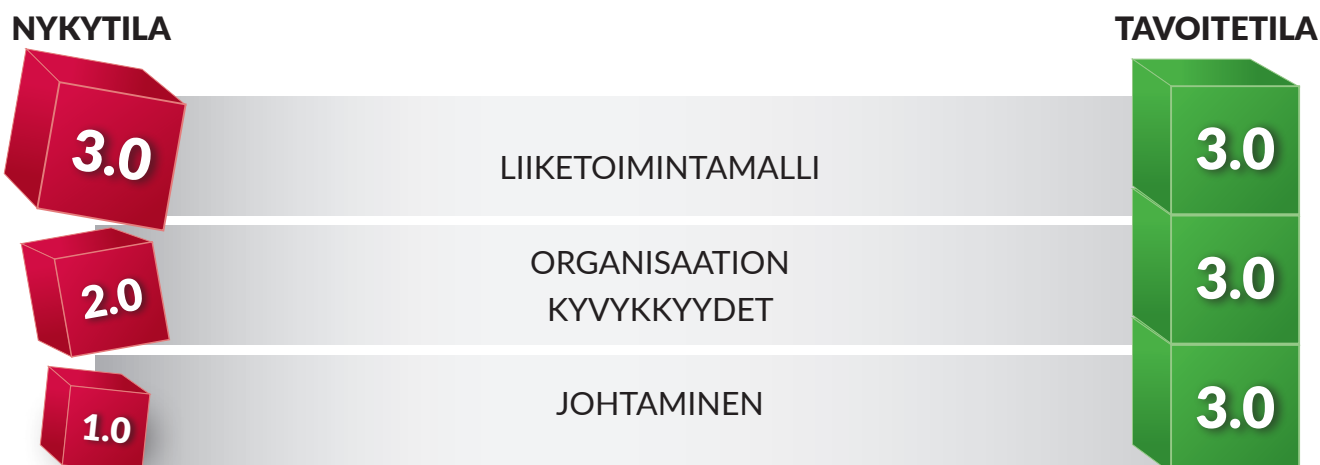 NYKYTILA
TAVOITETILA
3.0
LIIKETOIMINTAMALLI
3.0
2.0
ORGANISAATION
KYVYKKYYDET
3.0
1.0
JOHTAMINEN
3.0